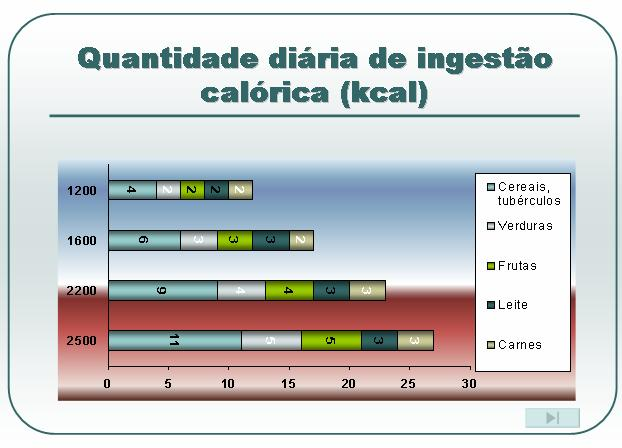 Quantidade diária de ingestão
calórica (kcal)
1200
4 2 2 2 2
1600
6 3 3 3 2
2200
9 4 4 3 3
2500
11 5 5 3 3
0 5 10 15 20 25 30
Cereais,
tubérculos
Verduras
Frutas
Leite
Carnes